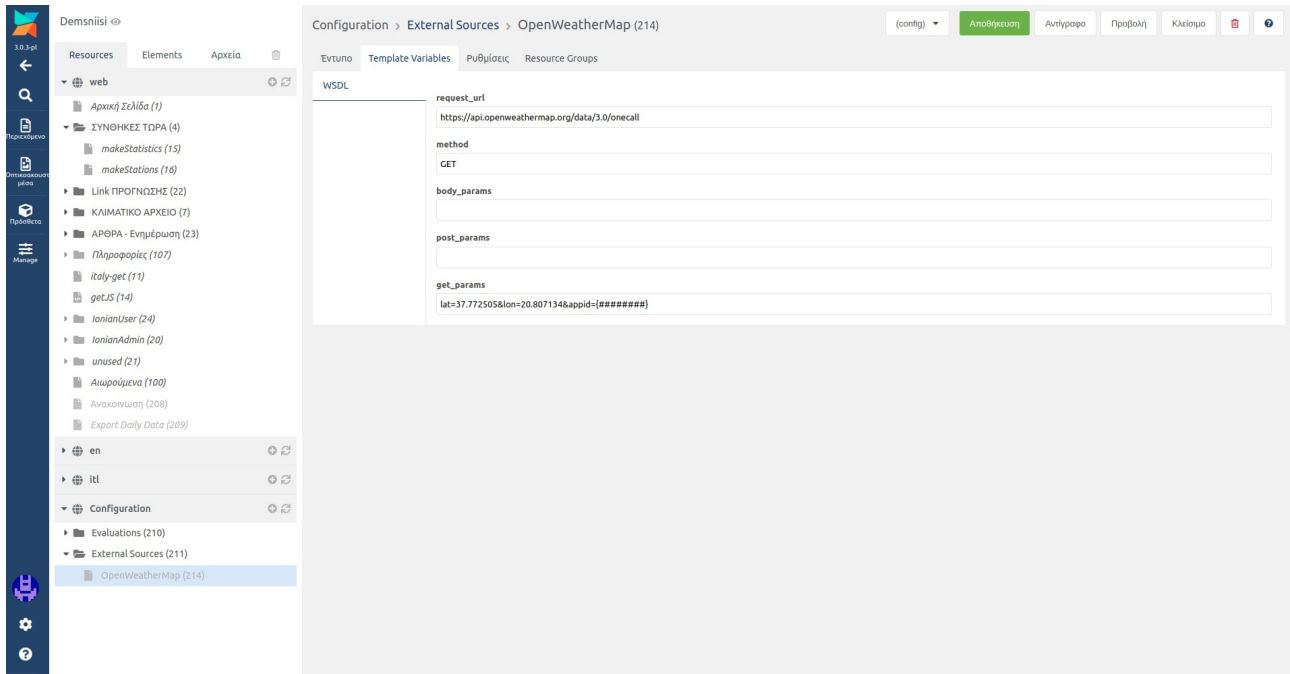 Demsniisi
Configuration > External Sources > OpenWeatherMap (214)
(config)
Αποθήκευση
Αντίγραφο
Προβολή
Κλείσιμο
3.0.3-pl
Περιεχόμενο
Οπτικοακουστ
μέσα
Πρόσθετα
Manage
Resources
Elements
Αρχεία
web
Αρχική Σελίδα (1)
ΣΥΝΘΗΚΕΣ ΤΩΡΑ (4)
makeStatistics (15)
makeStations (16)
Link ΠΡΟΓΝΩΣΗΣ (22)
ΚΛΙΜΑΤΙΚΟ ΑΡΧΕΙΟ (7)
ΑΡΘΡΑ - Ενημέρωση (23)
Πληροφορίες (107)
italy-get (11)
getJS (14)
IonianUser (24)
IonianAdmin (20)
unused (21)
Αιωρούμενα (100)
Ανακοινωση (208)
Export Daily Data (209)
en
itl
Configuration
Evaluations (210)
External Sources (211)
OpenWeatherMap (214)
Έντυπο
Template Variables
Ρυθμίσεις
Resource Groups
WSDL
request_url
https://api.openweathermap.org/data/3.0/onecall
method
GET
body_params
post_params
get_params
lat=37.772505&lon=20.807134&appid={########}